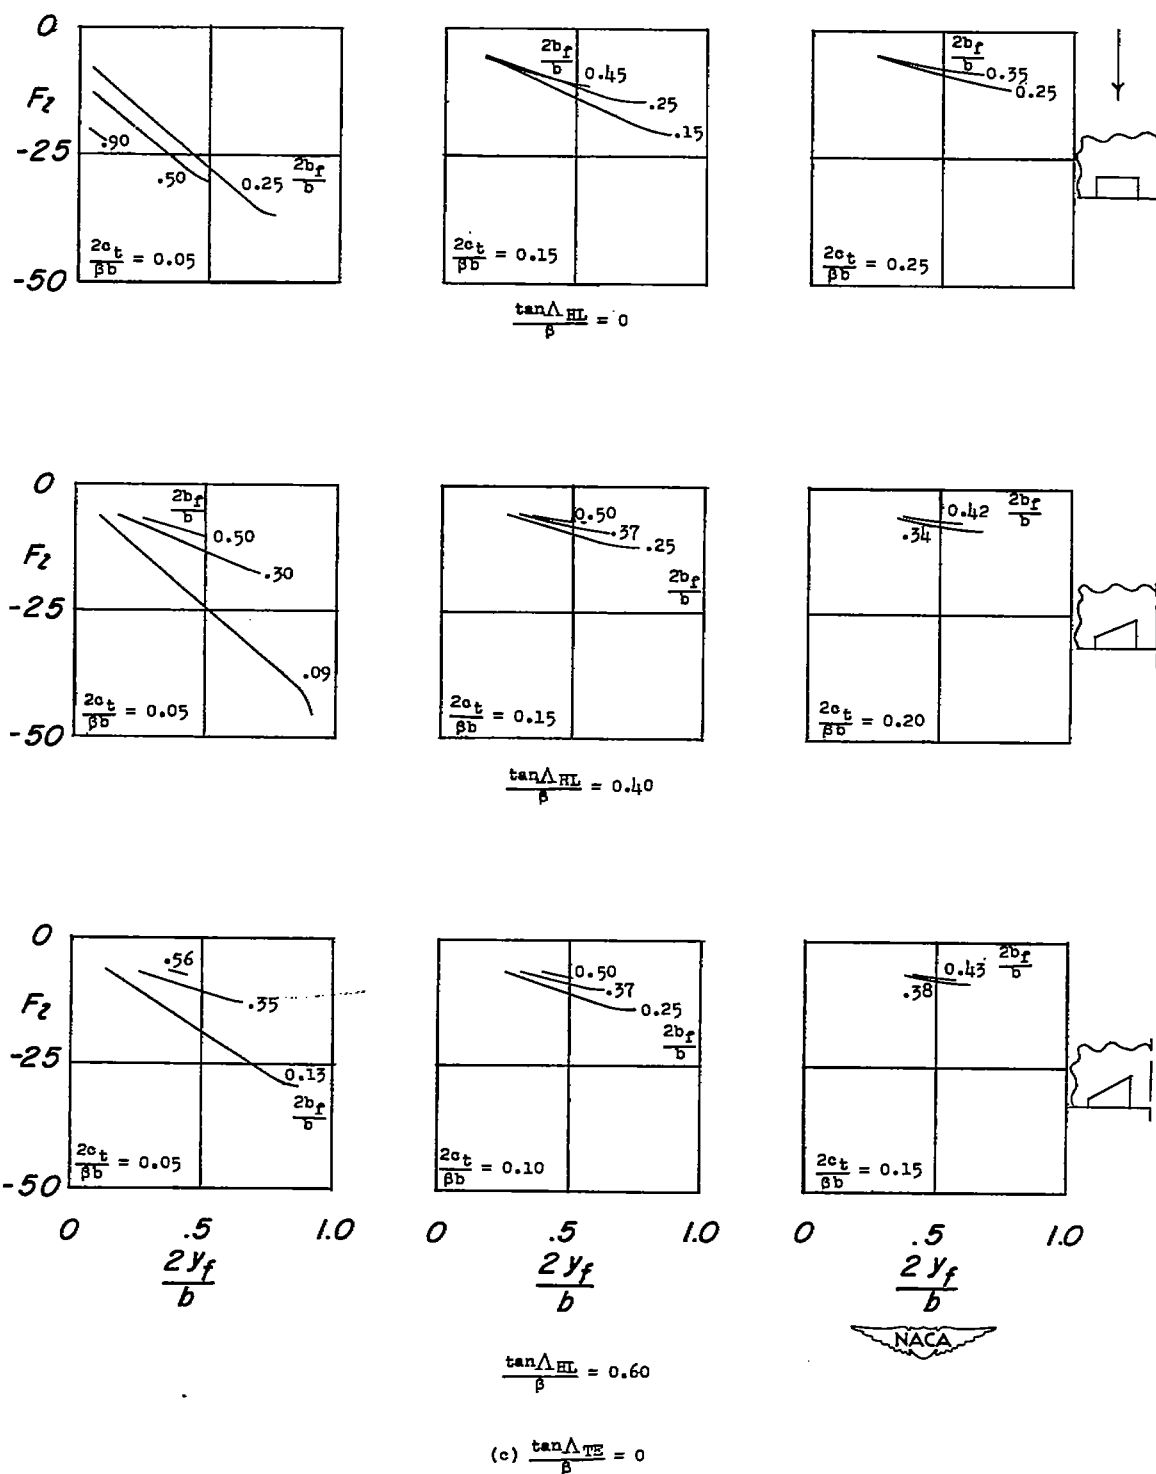 0
F_l
-25
-50
.90
.50
0.25
2b_f/b
2c_t/βb = 0.05
2b_f/b
0.45
.25
.15
2c_t/βb = 0.15
2b_f/b
0.35
0.25
2c_t/βb = 0.25
tanΛ_HL/β = 0
0
F_l
-25
-50
2b_f/b
0.50
.30
.09
2c_t/βb = 0.05
0.50
.37
.25
2b_f/b
2c_t/βb = 0.15
0.42
2b_f/b
.34
2c_t/βb = 0.20
tanΛ_HL/β = 0.40
0
F_l
-25
-50
.56
.35
0.13
2b_f/b
2c_t/βb = 0.05
0.50
.37
0.25
2b_f/b
2c_t/βb = 0.10
0.43
2b_f/b
.38
2c_t/βb = 0.15
0 .5 1.0
2y_f/b
0 .5 1.0
2y_f/b
0 .5 1.0
2y_f/b
NACA
tanΛ_HL/β = 0.60
(c) tanΛ_TE/β = 0